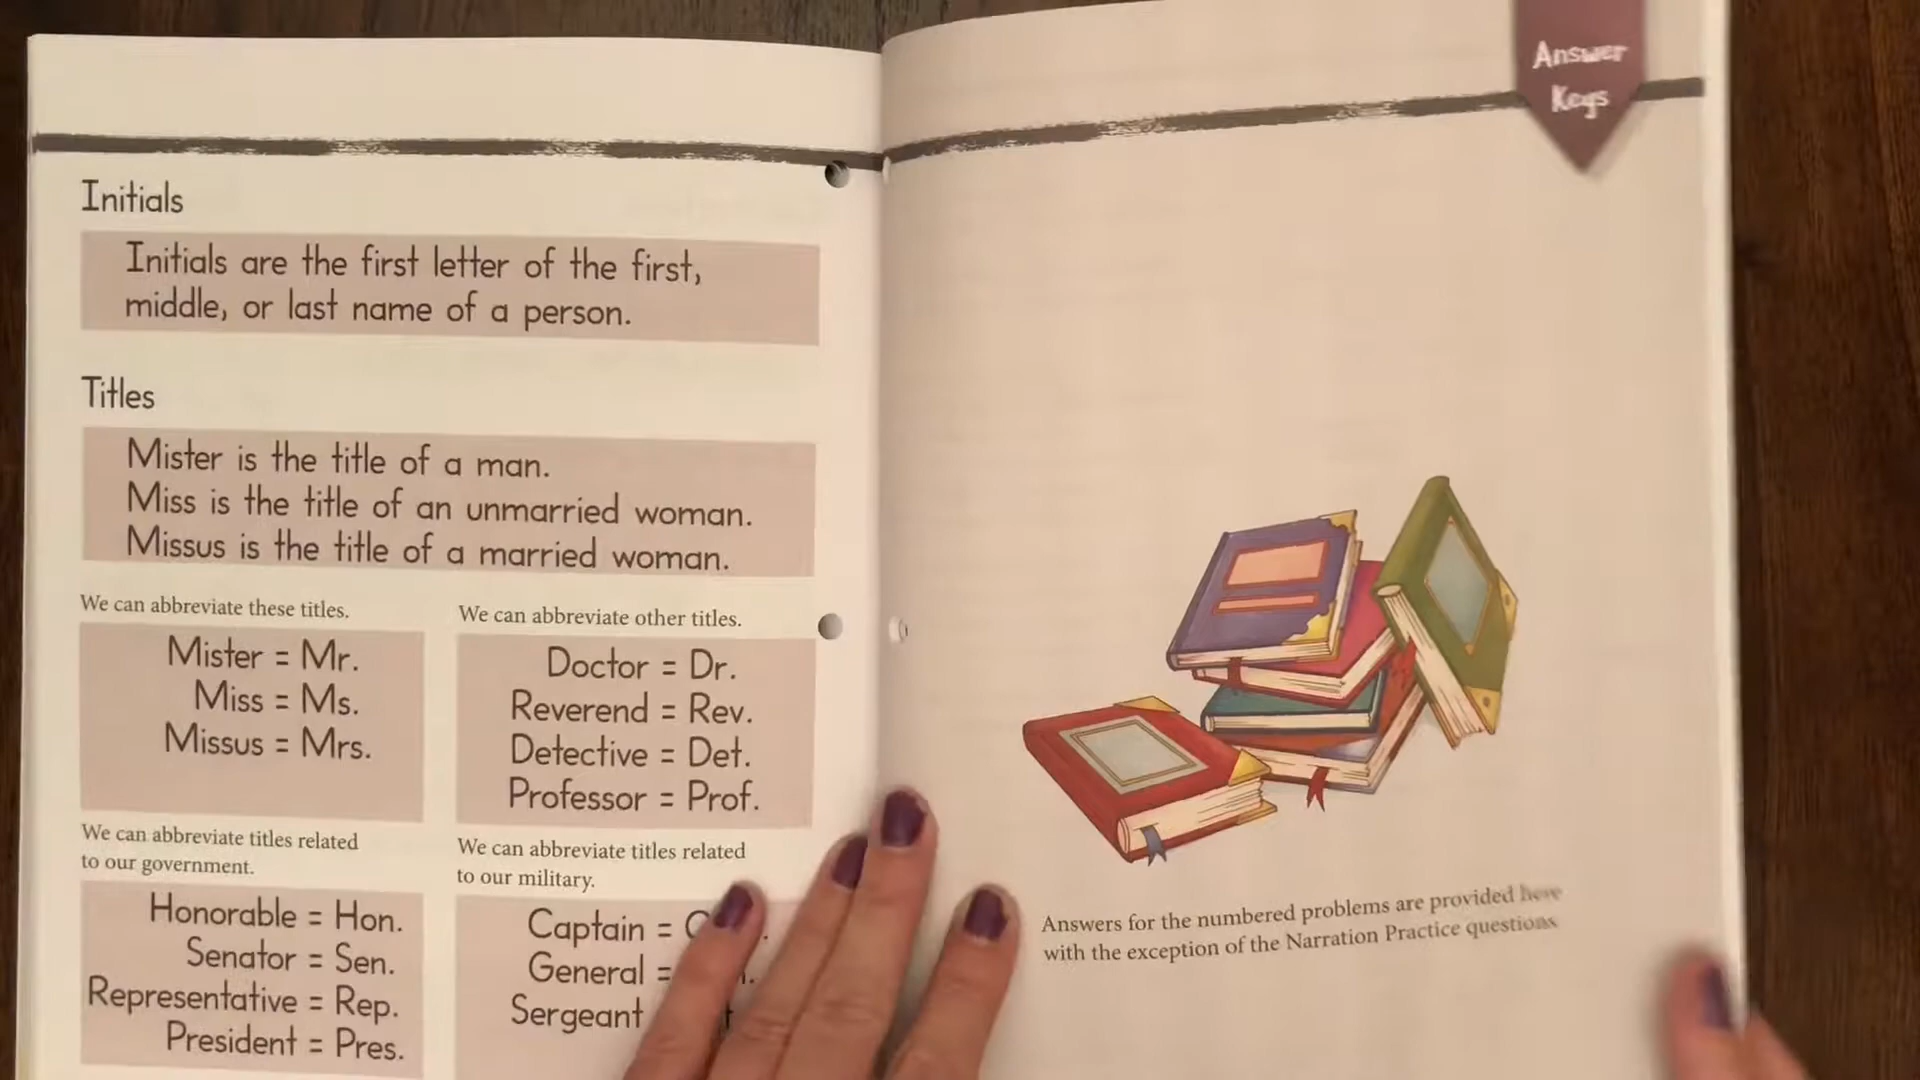 Initials
Initials are the first letter of the first,
middle, or last name of a person.
Titles
Mister is the title of a man.
Miss is the title of an unmarried woman.
Missus is the title of a married woman.
We can abbreviate these titles.
Mister = Mr.
Miss = Ms.
Missus = Mrs.
We can abbreviate other titles.
Doctor = Dr.
Reverend = Rev.
Detective = Det.
Professor = Prof.
We can abbreviate titles related
to our government.
Honorable = Hon.
Senator = Sen.
Representative = Rep.
President = Pres.
We can abbreviate titles related
to our military.
Captain =
General =
Sergeant
Answer
Keys
Answers for the numbered problems are provided here
with the exception of the Narration Practice questions